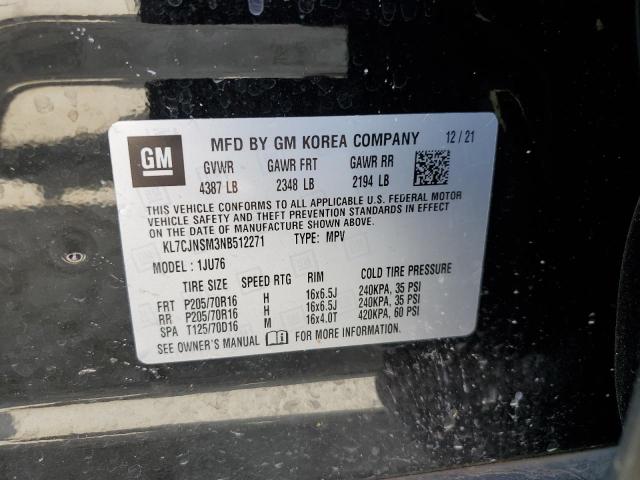 GM
MFD BY GM KOREA COMPANY 12/21
GVWR GAWR FRT GAWR RR
4387 LB 2348 LB 2194 LB
THIS VEHICLE CONFORMS TO ALL APPLICABLE U.S. FEDERAL MOTOR
VEHICLE SAFETY AND THEFT PREVENTION STANDARDS IN EFFECT
ON THE DATE OF MANUFACTURE SHOWN ABOVE.
KL7CJNSM3NB512271 TYPE: MPV
MODEL: 1JU76
TIRE SIZE SPEED RTG RIM COLD TIRE PRESSURE
FRT P205/70R16 H 16x6.5J 240KPA, 35 PSI
RR P205/70R16 H 16x6.5J 240KPA, 35 PSI
SPA T125/70D16 M 16x4.0T 420KPA, 60 PSI
SEE OWNER'S MANUAL FOR MORE INFORMATION.